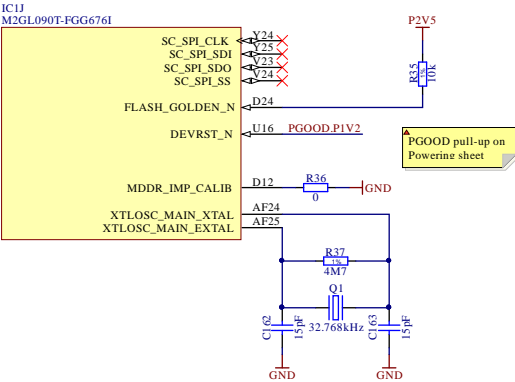 IC1J
M2GL090T-FGG676I
P2V5
SC_SPI_CLK Y24
SC_SPI_SDI Y25
SC_SPI_SDO Y23
SC_SPI_SS V24
R35 1% 10k
FLASH_GOLDEN_N D24
DEVRST_N U16 PGOOD.P1V2
PGOOD pull-up on
Powering sheet
MDDR_IMP_CALIB D12 R36 GND
0
XTLOSC_MAIN_XTAL AF24
XTLOSC_MAIN_EXTAL AF25
R37
1%
4M7
Q1
32.768kHz
C162 15pF
C163 15pF
GND GND